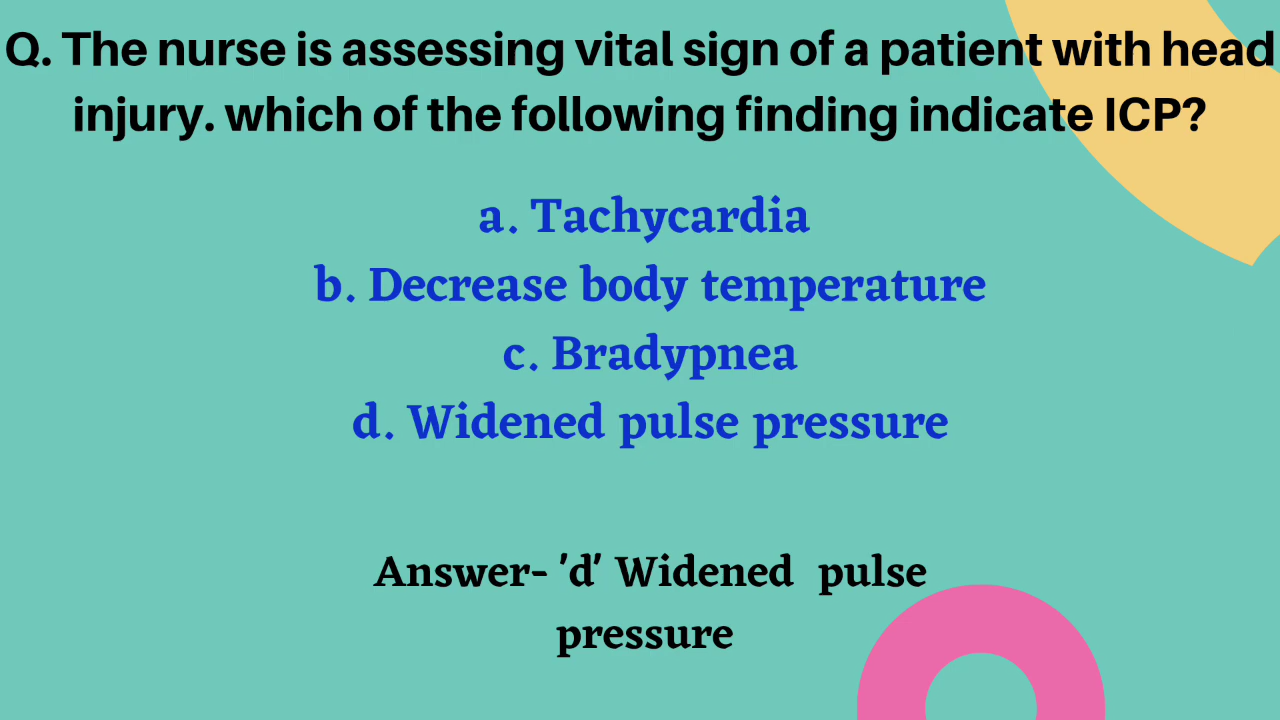 Q. The nurse is assessing vital sign of a patient with head
injury. which of the following finding indicate ICP?
a. Tachycardia
b. Decrease body temperature
c. Bradypnea
d. Widened pulse pressure
Answer- 'd' Widened pulse
pressure